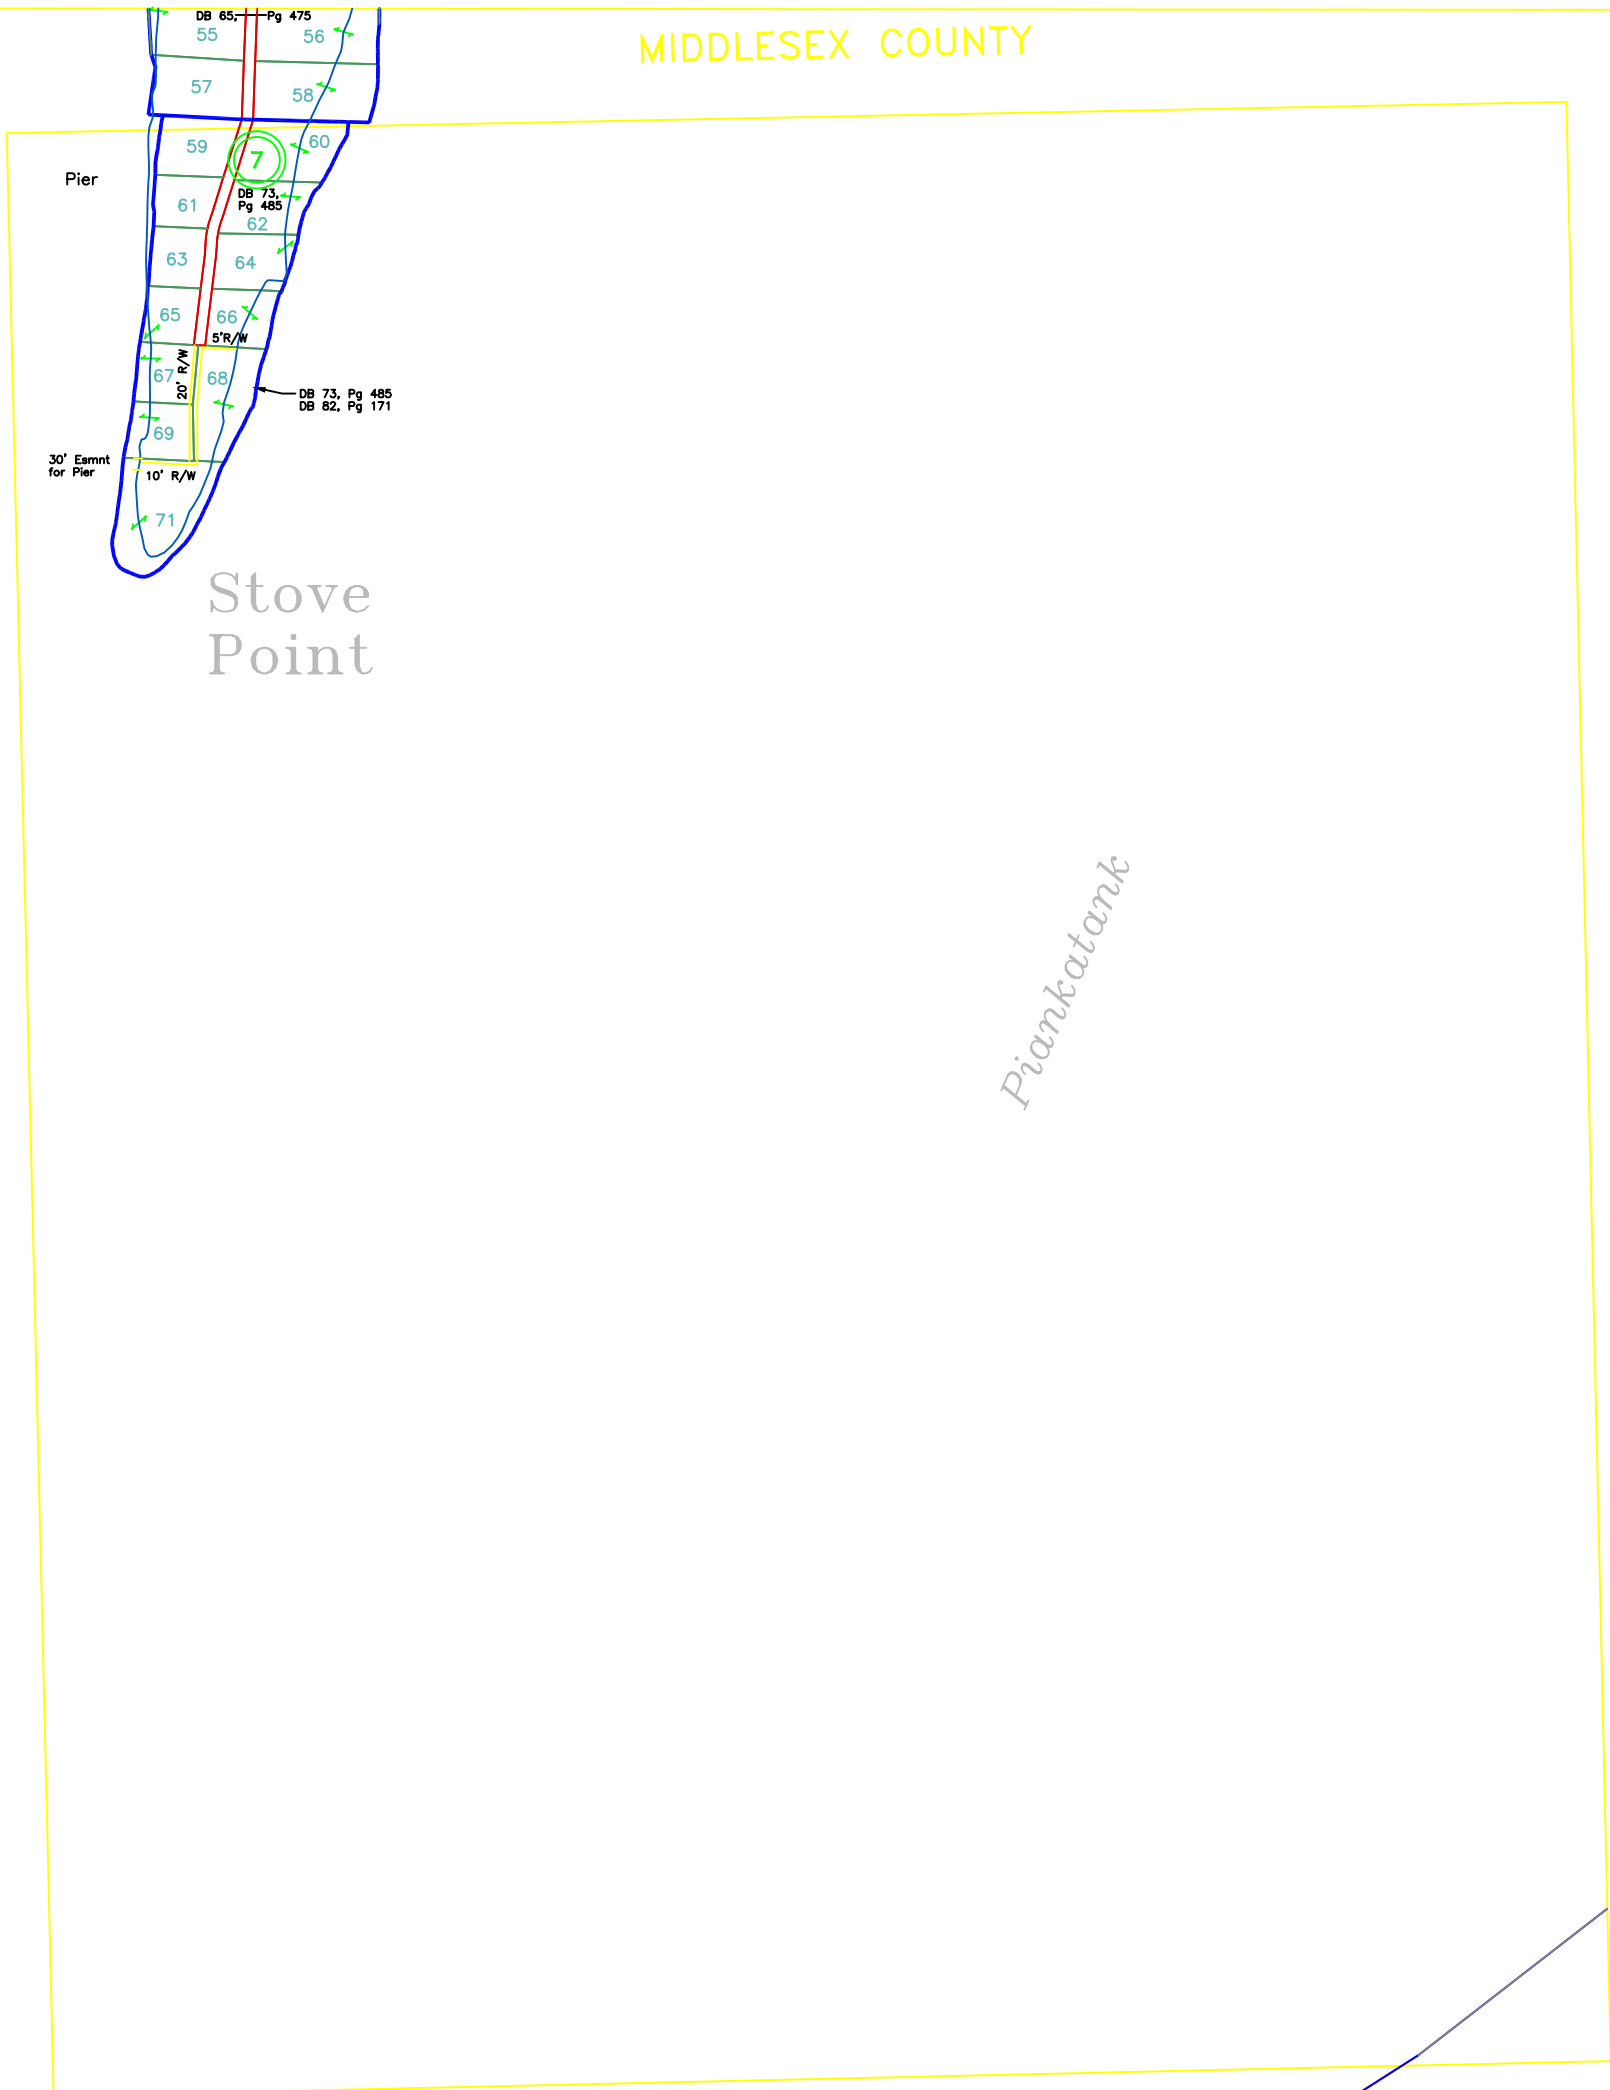 DB 65, Pg 475
55
56
MIDDLESEX COUNTY
57
58
59
60
7
Pier
DB 73,
Pg 485
61
62
63
64
65
66
5'R/W
20' R/W
67
68
DB 73, Pg 485
DB 82, Pg 171
69
30' Esmnt
for Pier
10' R/W
71
Stove
Point
Piankatank